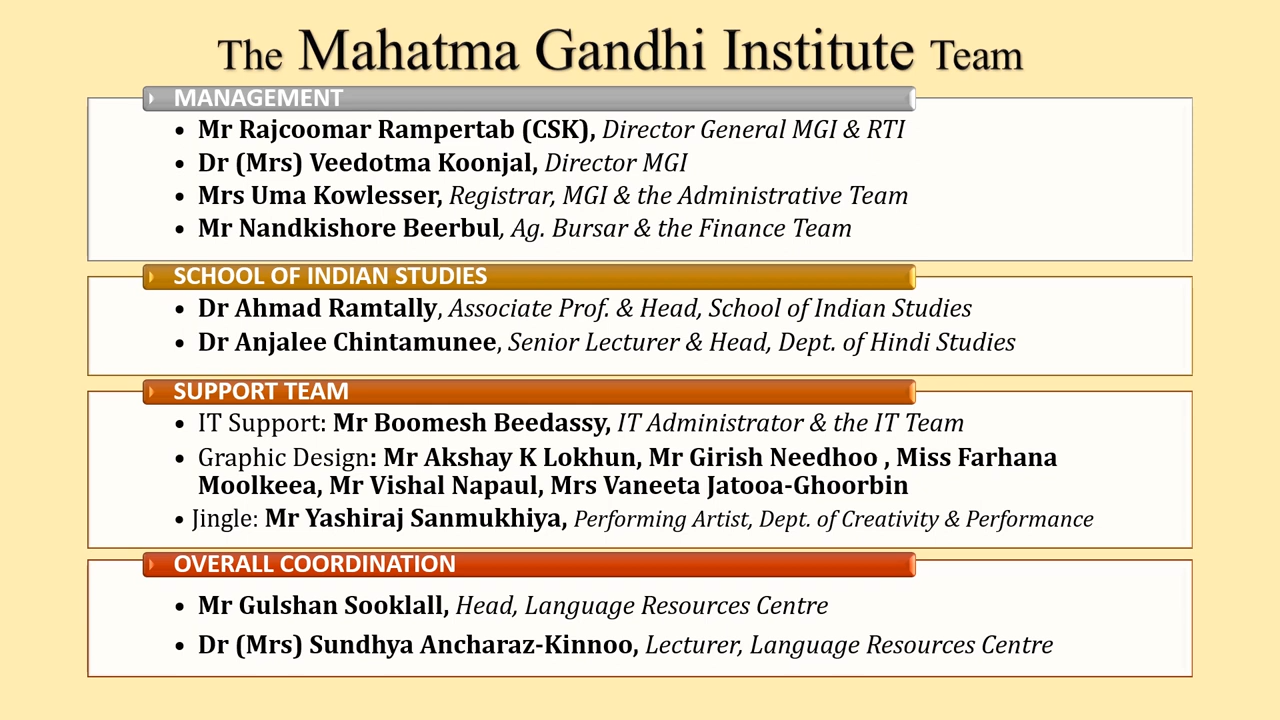 The Mahatma Gandhi Institute Team
MANAGEMENT
• Mr Rajcoomar Rampertab (CSK), Director General MGI & RTI
• Dr (Mrs) Veedotma Koonjal, Director MGI
• Mrs Uma Kowlesser, Registrar, MGI & the Administrative Team
• Mr Nandkishore Beerbul, Ag. Bursar & the Finance Team
SCHOOL OF INDIAN STUDIES
• Dr Ahmad Ramtally, Associate Prof. & Head, School of Indian Studies
• Dr Anjalee Chintamunee, Senior Lecturer & Head, Dept. of Hindi Studies
SUPPORT TEAM
• IT Support: Mr Boomesh Beedassy, IT Administrator & the IT Team
• Graphic Design: Mr Akshay K Lokhun, Mr Girish Needhoo , Miss Farhana
Moolkeea, Mr Vishal Napaul, Mrs Vaneeta Jatooa-Ghoorbin
• Jingle: Mr Yashiraj Sanmukhiya, Performing Artist, Dept. of Creativity & Performance
OVERALL COORDINATION
• Mr Gulshan Sooklall, Head, Language Resources Centre
• Dr (Mrs) Sundhya Ancharaz-Kinnoo, Lecturer, Language Resources Centre